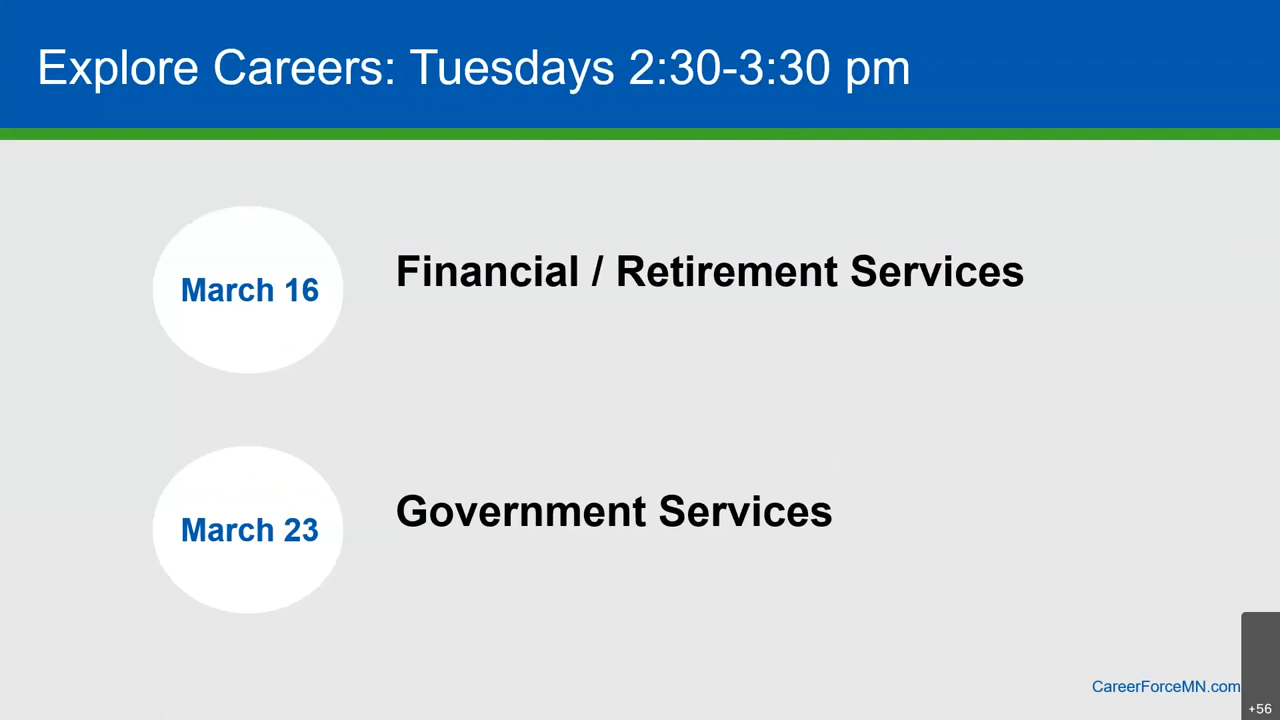 Explore Careers: Tuesdays 2:30-3:30 pm
March 16
Financial / Retirement Services
March 23
Government Services
CareerForceMN.com
+56